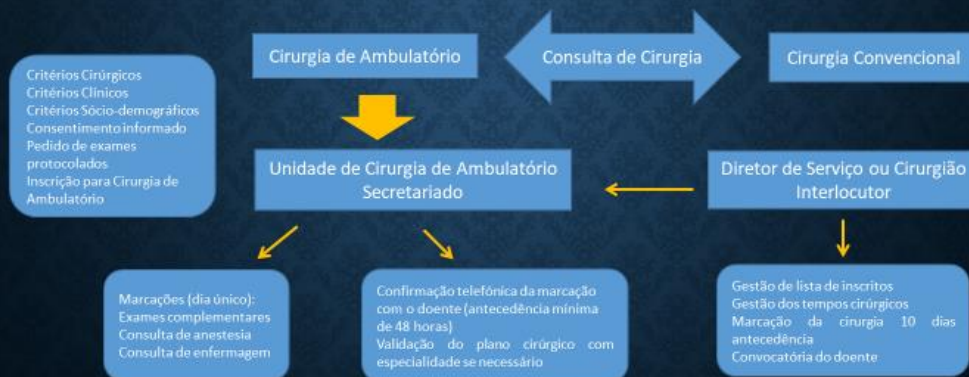 Cirurgia de Ambulatório
Consulta de Cirurgia
Cirurgia Convencional
Critérios Cirúrgicos
Critérios Clínicos
Critérios Sócio-demográficos
Consentimento informado
Pedido de exames
protocolados
Inscrição para Cirurgia de
Ambulatório
Unidade de Cirurgia de Ambulatório
Secretariado
Diretor de Serviço ou Cirurgião
Interlocutor
Marcações (dia único):
Exames complementares
Consulta de anestesia
Consulta de enfermagem
Confirmação telefónica da marcação
com o doente (antecedência mínima
de 48 horas)
Validação do plano cirúrgico com
especialidade se necessário
Gestão de lista de inscritos
Gestão dos tempos cirúrgicos
Marcação da cirurgia 10 dias
antecedência
Convocatória do doente